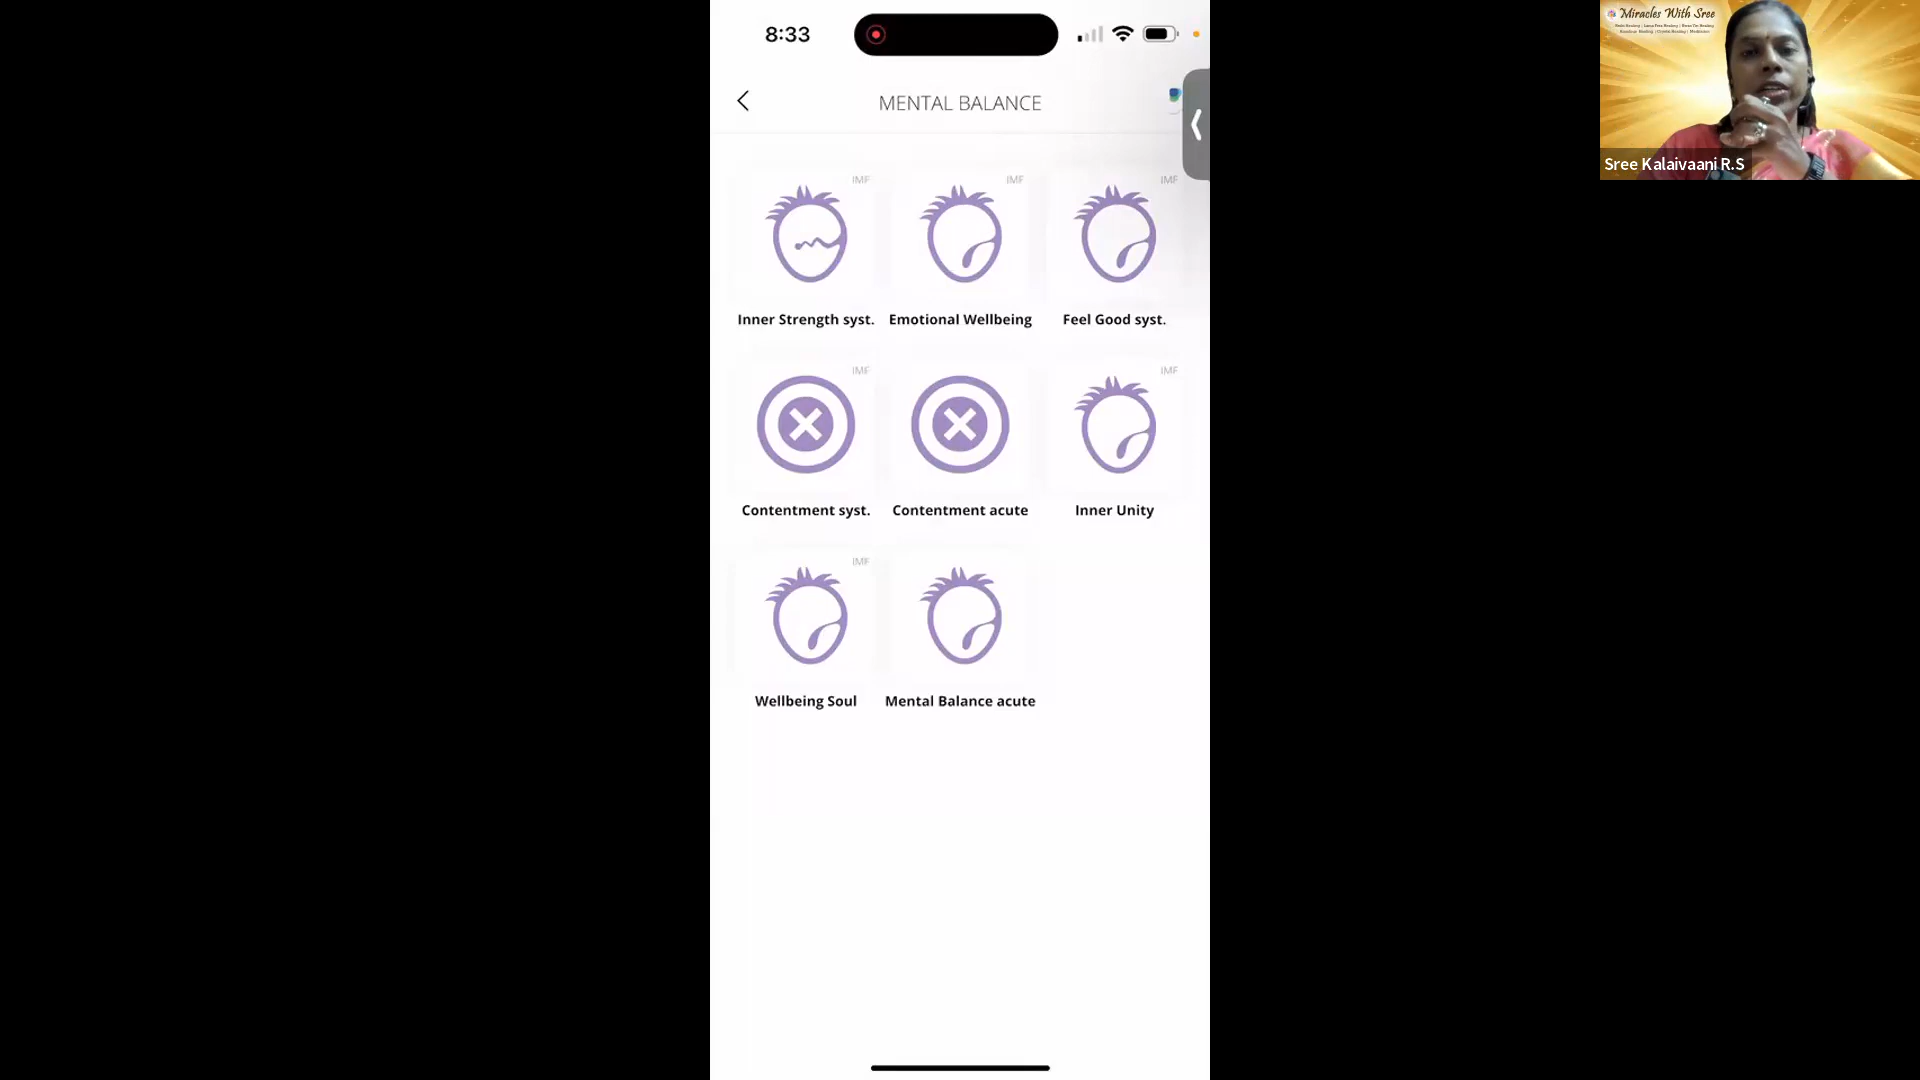 8:33
MENTAL BALANCE
IMF IMF IMF
Inner Strength syst. Emotional Wellbeing Feel Good syst.
IMF IMF
Contentment syst. Contentment acute Inner Unity
IMF
Wellbeing Soul Mental Balance acute
Miracles With Sree
Sree Kalaivaani R.S